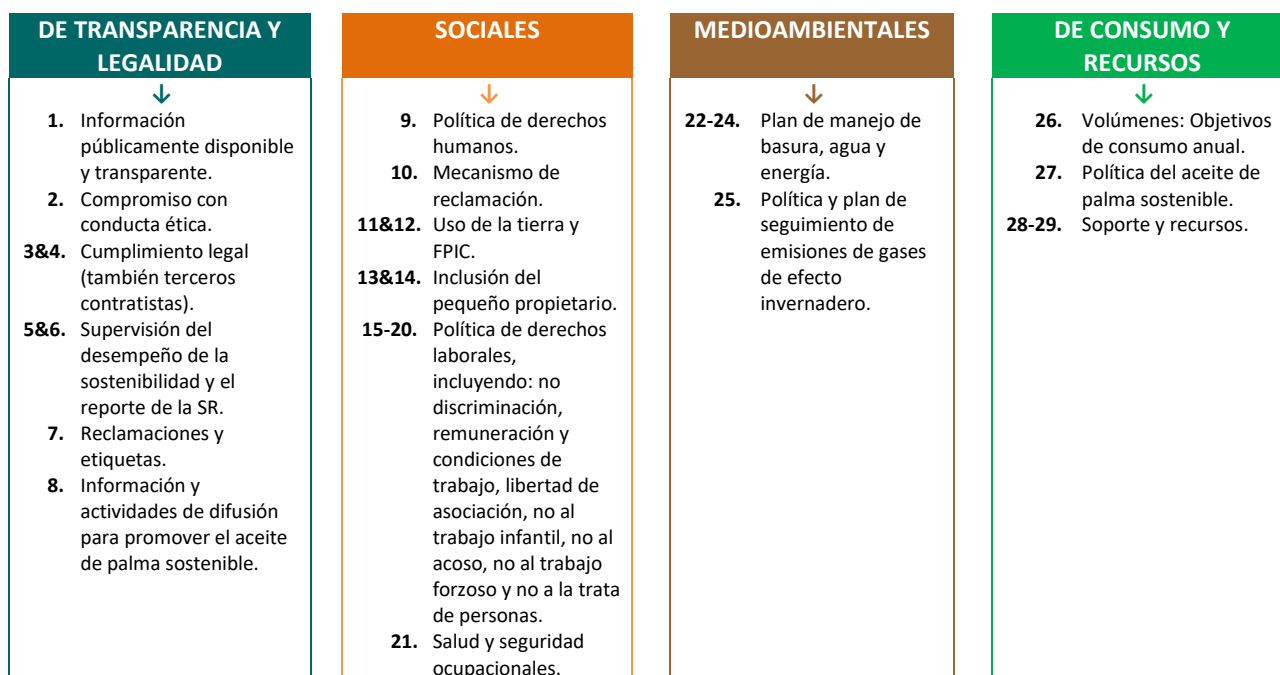 DE TRANSPARENCIA Y
LEGALIDAD
↓
1. Información
públicamente disponible
y transparente.
2. Compromiso con
conducta ética.
3&4. Cumplimiento legal
(también terceros
contratistas).
5&6. Supervisión del
desempeño de la
sostenibilidad y el
reporte de la SR.
7. Reclamaciones y
etiquetas.
8. Información y
actividades de difusión
para promover el aceite
de palma sostenible.
SOCIALES
↓
9. Política de derechos
humanos.
10. Mecanismo de
reclamación.
11&12. Uso de la tierra y
FPIC.
13&14. Inclusión del
pequeño propietario.
15-20. Política de derechos
laborales,
incluyendo: no
discriminación,
remuneración y
condiciones de
trabajo, libertad de
asociación, no al
trabajo infantil, no al
acoso, no al trabajo
forzoso y no a la trata
de personas.
21. Salud y seguridad
ocupacionales.
MEDIOAMBIENTALES
↓
22-24. Plan de manejo de
basura, agua y
energía.
25. Política y plan de
seguimiento de
emisiones de gases
de efecto
invernadero.
DE CONSUMO Y
RECURSOS
↓
26. Volúmenes: Objetivos
de consumo anual.
27. Política del aceite de
palma sostenible.
28-29. Soporte y recursos.